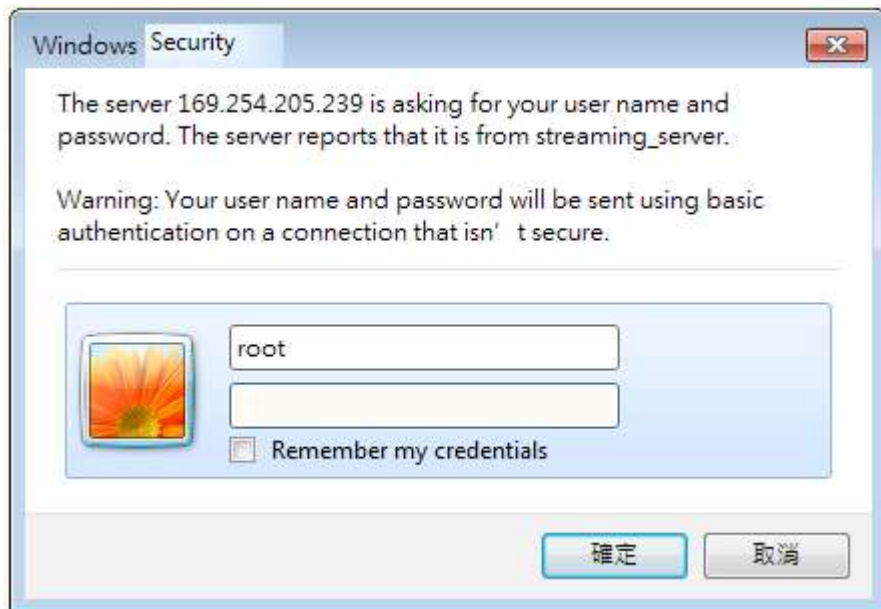 Windows Security
The server 169.254.205.239 is asking for your user name and
password. The server reports that it is from streaming_server.
Warning: Your user name and password will be sent using basic
authentication on a connection that isn’ t secure.
root
Remember my credentials
確定 取消